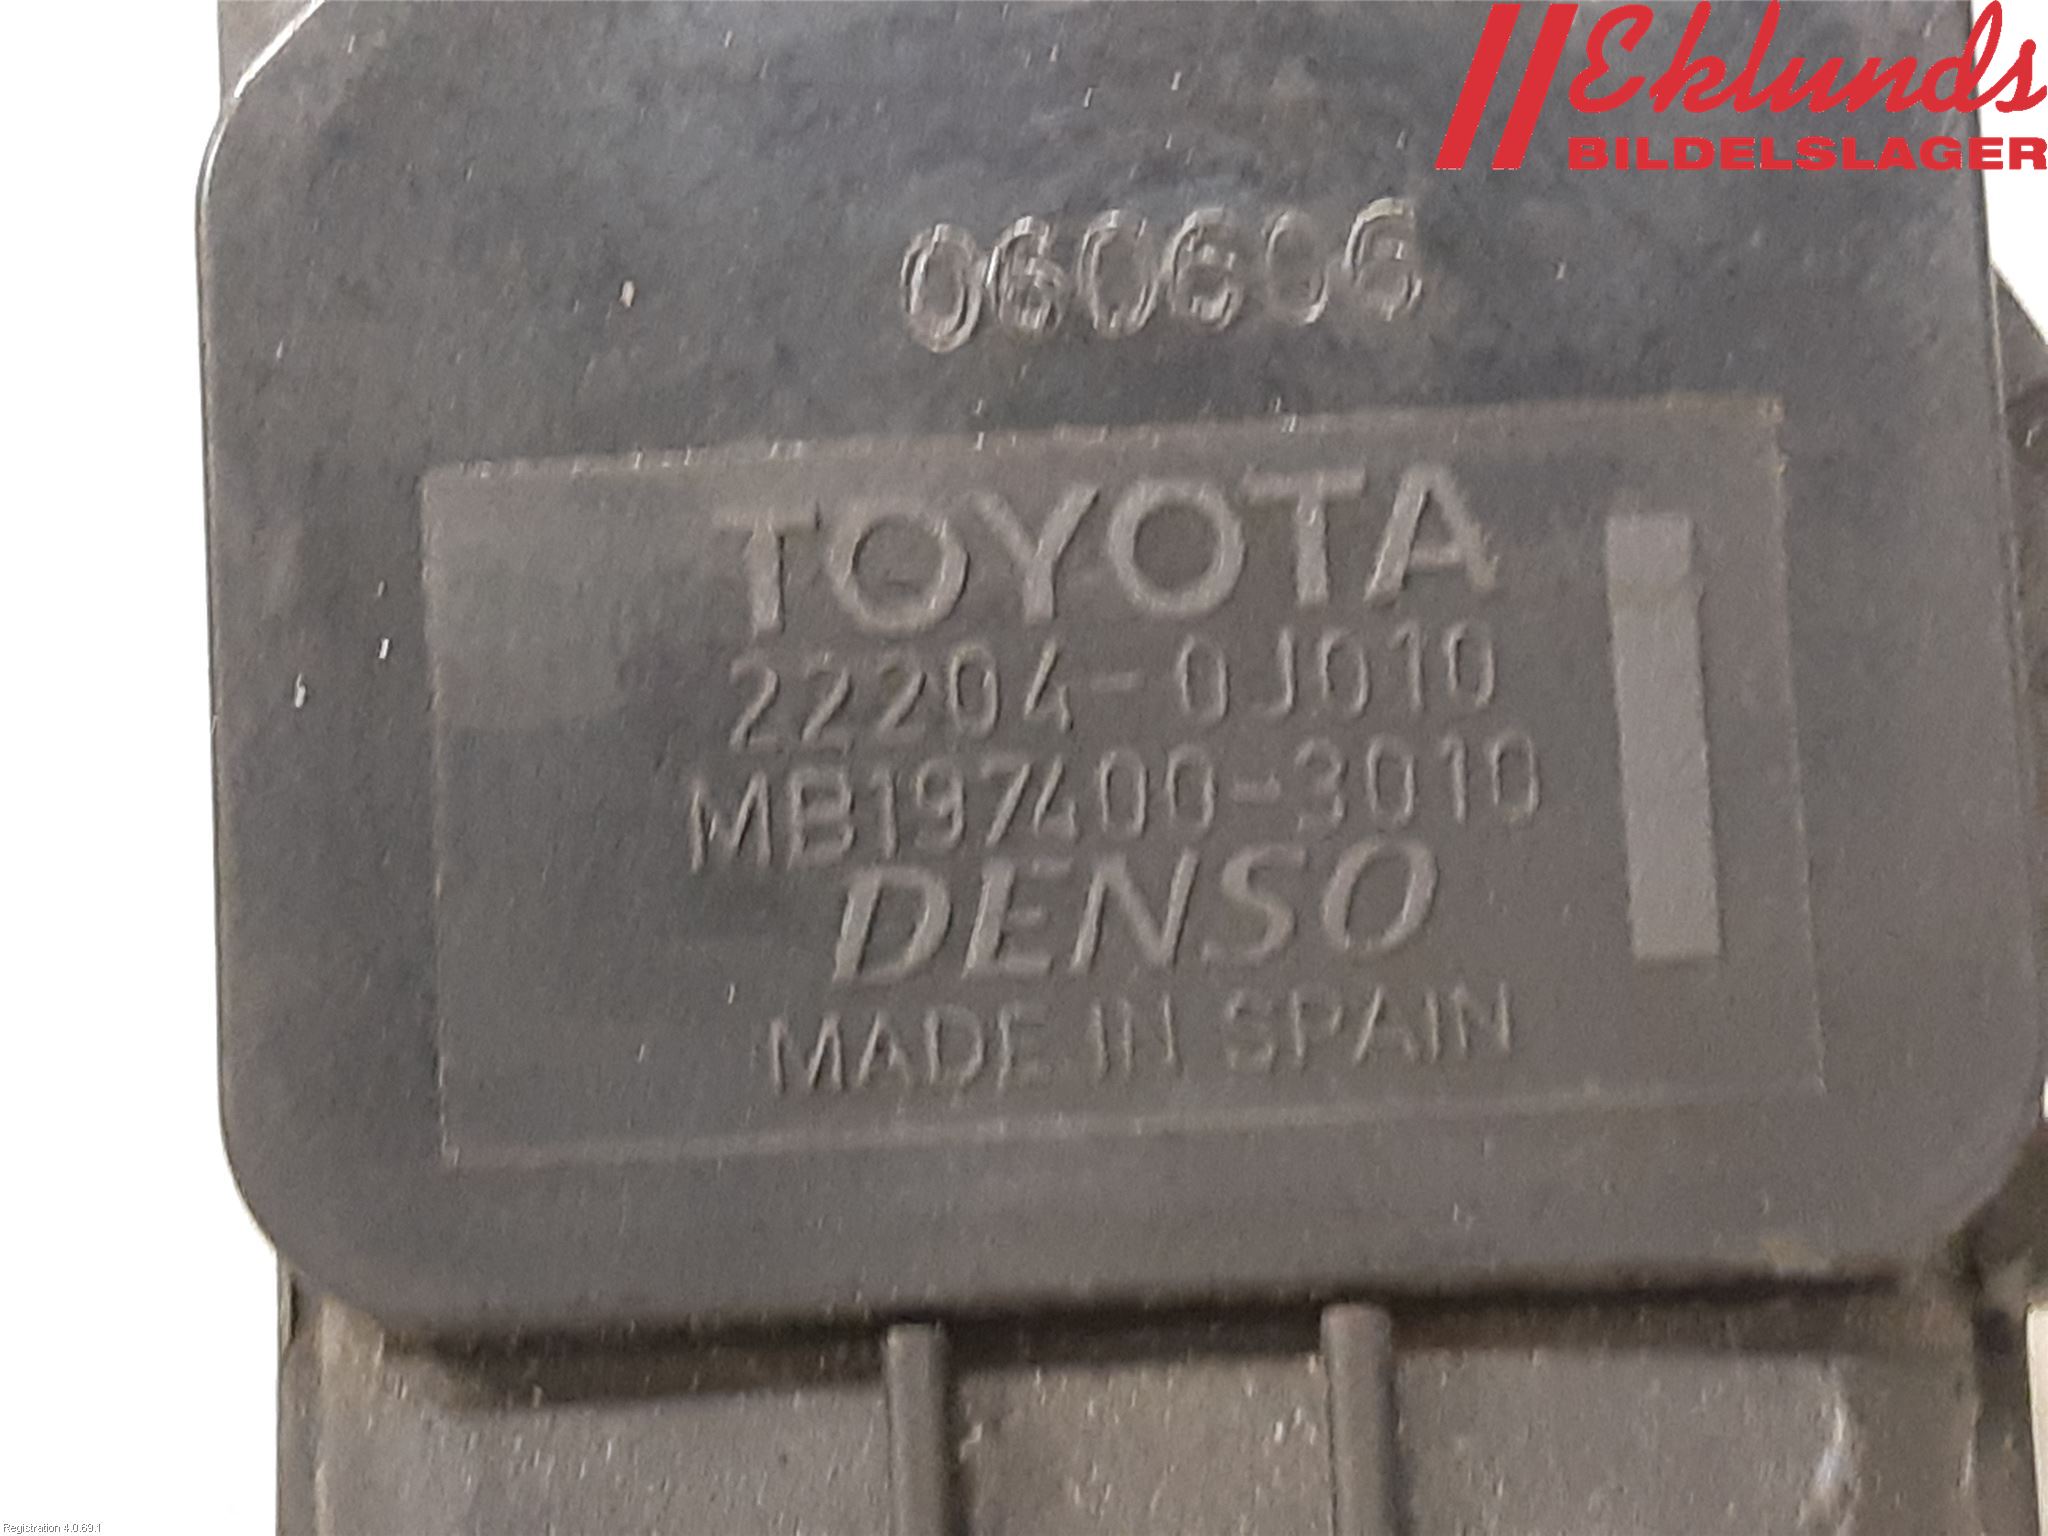 Eklunds
BILDELSLAGER
060606
TOYOTA
22204-0J010
MB197400-3010
DENSO
MADE IN SPAIN
Registration 4.0.69.1